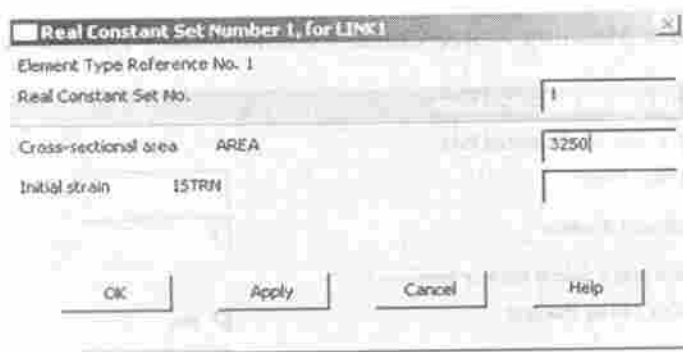 Real Constant Set Number 1, for LINK1
Element Type Reference No. 1
Real Constant Set No. 1
Cross-sectional area AREA 3250
Initial strain ISTRN
OK Apply Cancel Help